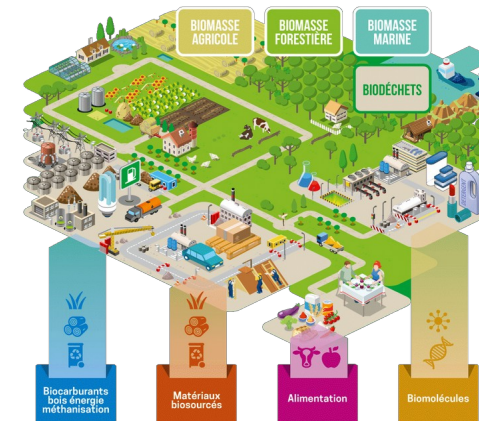 BIOMASSE
AGRICOLE
BIOMASSE
FORESTIÈRE
BIOMASSE
MARINE
BIODÉCHETS
Biocarburants
bois énergie
méthanisation
Matériaux
biosourcés
Alimentation
Biomolécules